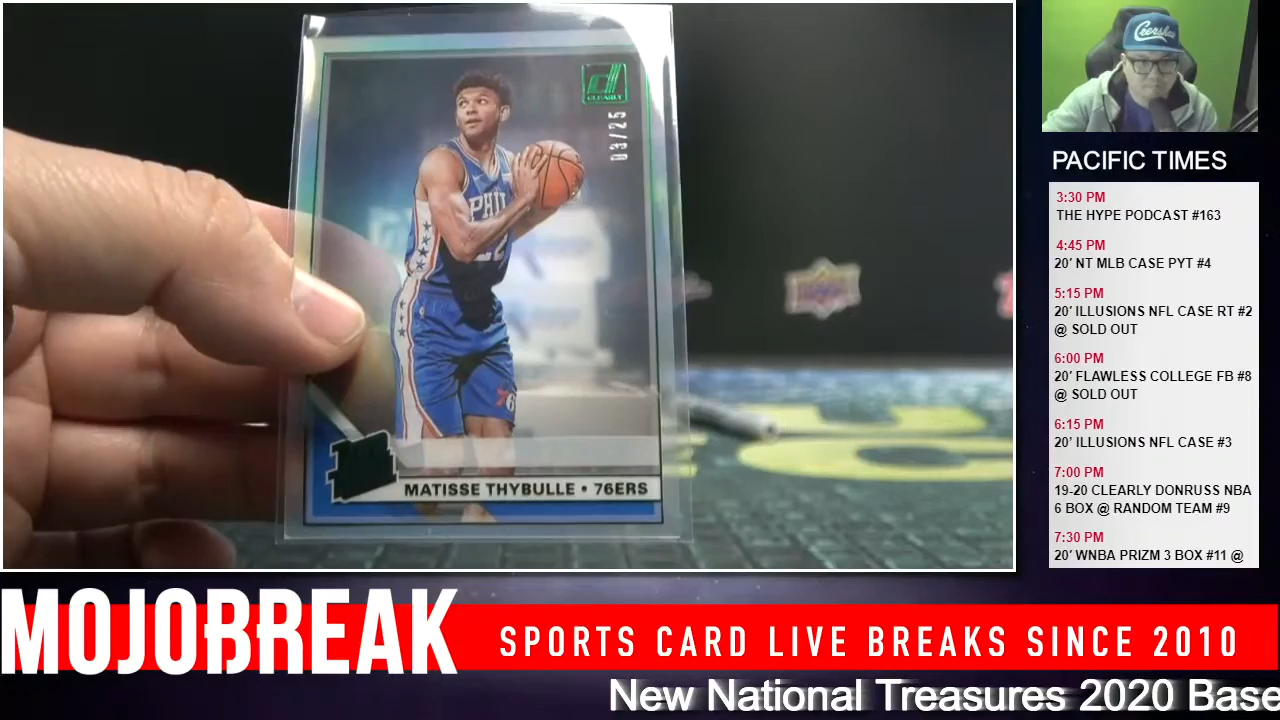 CLEARLY
03/25
PHIL
76
MATISSE THYBULLE • 76ERS
PACIFIC TIMES
3:30 PM
THE HYPE PODCAST #163
4:45 PM
20' NT MLB CASE PYT #4
5:15 PM
20' ILLUSIONS NFL CASE RT #2
@ SOLD OUT
6:00 PM
20' FLAWLESS COLLEGE FB #8
@ SOLD OUT
6:15 PM
20' ILLUSIONS NFL CASE #3
7:00 PM
19-20 CLEARLY DONRUSS NBA
6 BOX @ RANDOM TEAM #9
7:30 PM
20' WNBA PRIZM 3 BOX #11 @
MOJOBREAK
SPORTS CARD LIVE BREAKS SINCE 2010
New National Treasures 2020 Base